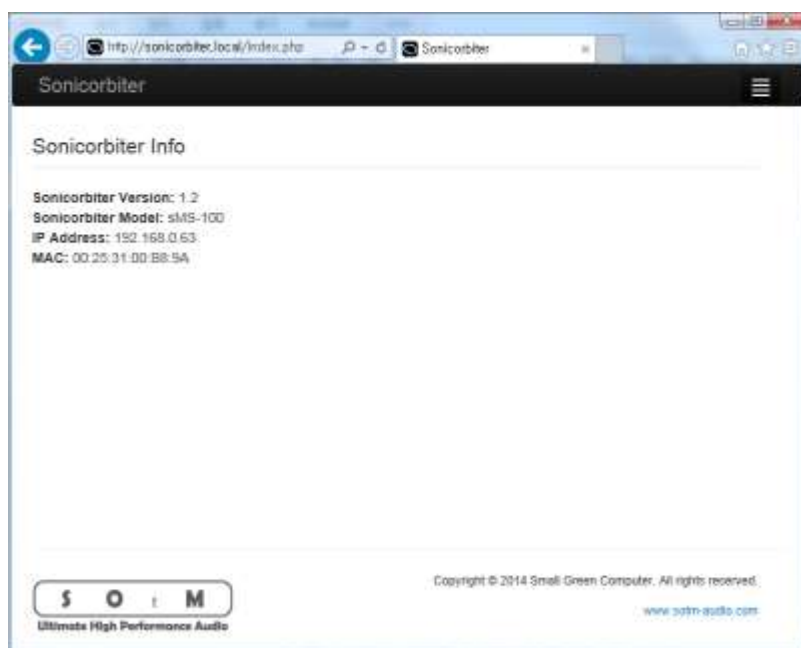 http://sonicorbiter.local/index.php
Sonicorbiter
Sonicorbiter
Sonicorbiter Info
Sonicorbiter Version: 1.2
Sonicorbiter Model: sMS-100
IP Address: 192.168.0.63
MAC: 00:25:31:00:B8:9A
Copyright © 2014 Small Green Computer. All rights reserved.
S O t M
www.sotm-audio.com
Ultimate High Performance Audio